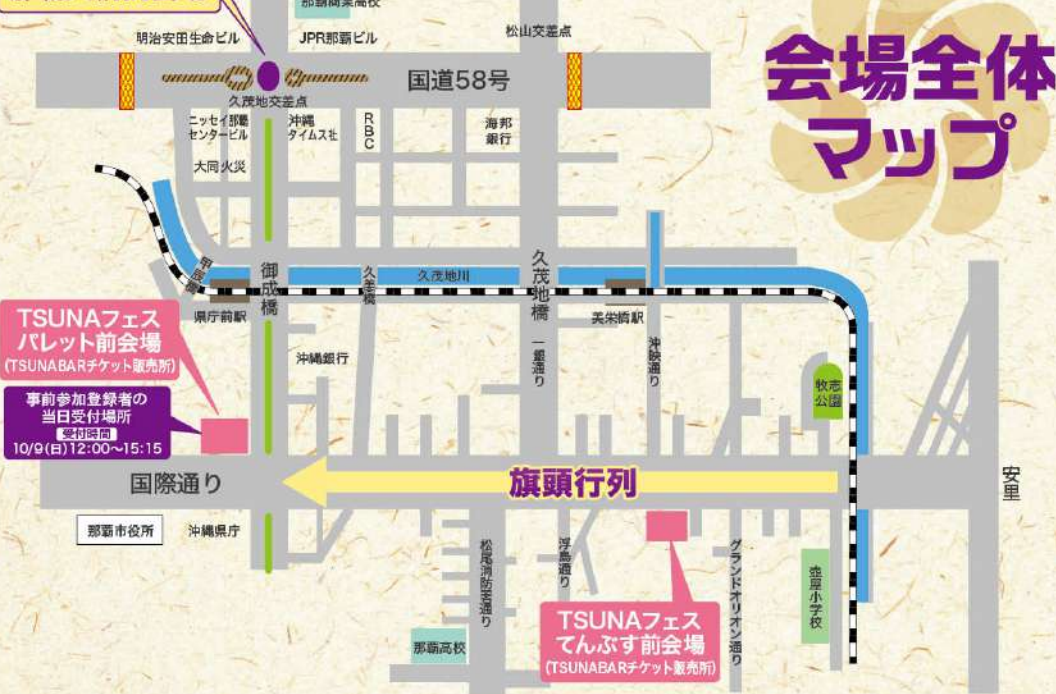 那覇商業高校
明治安田生命ビル
JPR那覇ビル
松山交差点
会場全体
マップ
国道58号
久茂地交差点
ニッセイ那覇
センタービル
沖縄
タイムス社
RBC
海邦
銀行
大同火災
甲辰橋
御成橋
久美橋
久茂地川
久茂地橋
県庁前駅
美栄橋駅
TSUNAフェス
パレット前会場
(TSUNABARチケット販売所)
沖縄銀行
一銀通り
沖映通り
牧志
公園
事前参加登録者の
当日受付場所
受付時間
10/9(日)12:00~15:15
国際通り
旗頭行列
安里
那覇市役所
沖縄県庁
松尾消防署通り
浮島通り
グランドオリオン通り
壺屋小学校
TSUNAフェス
てんぶす前会場
(TSUNABARチケット販売所)
那覇高校